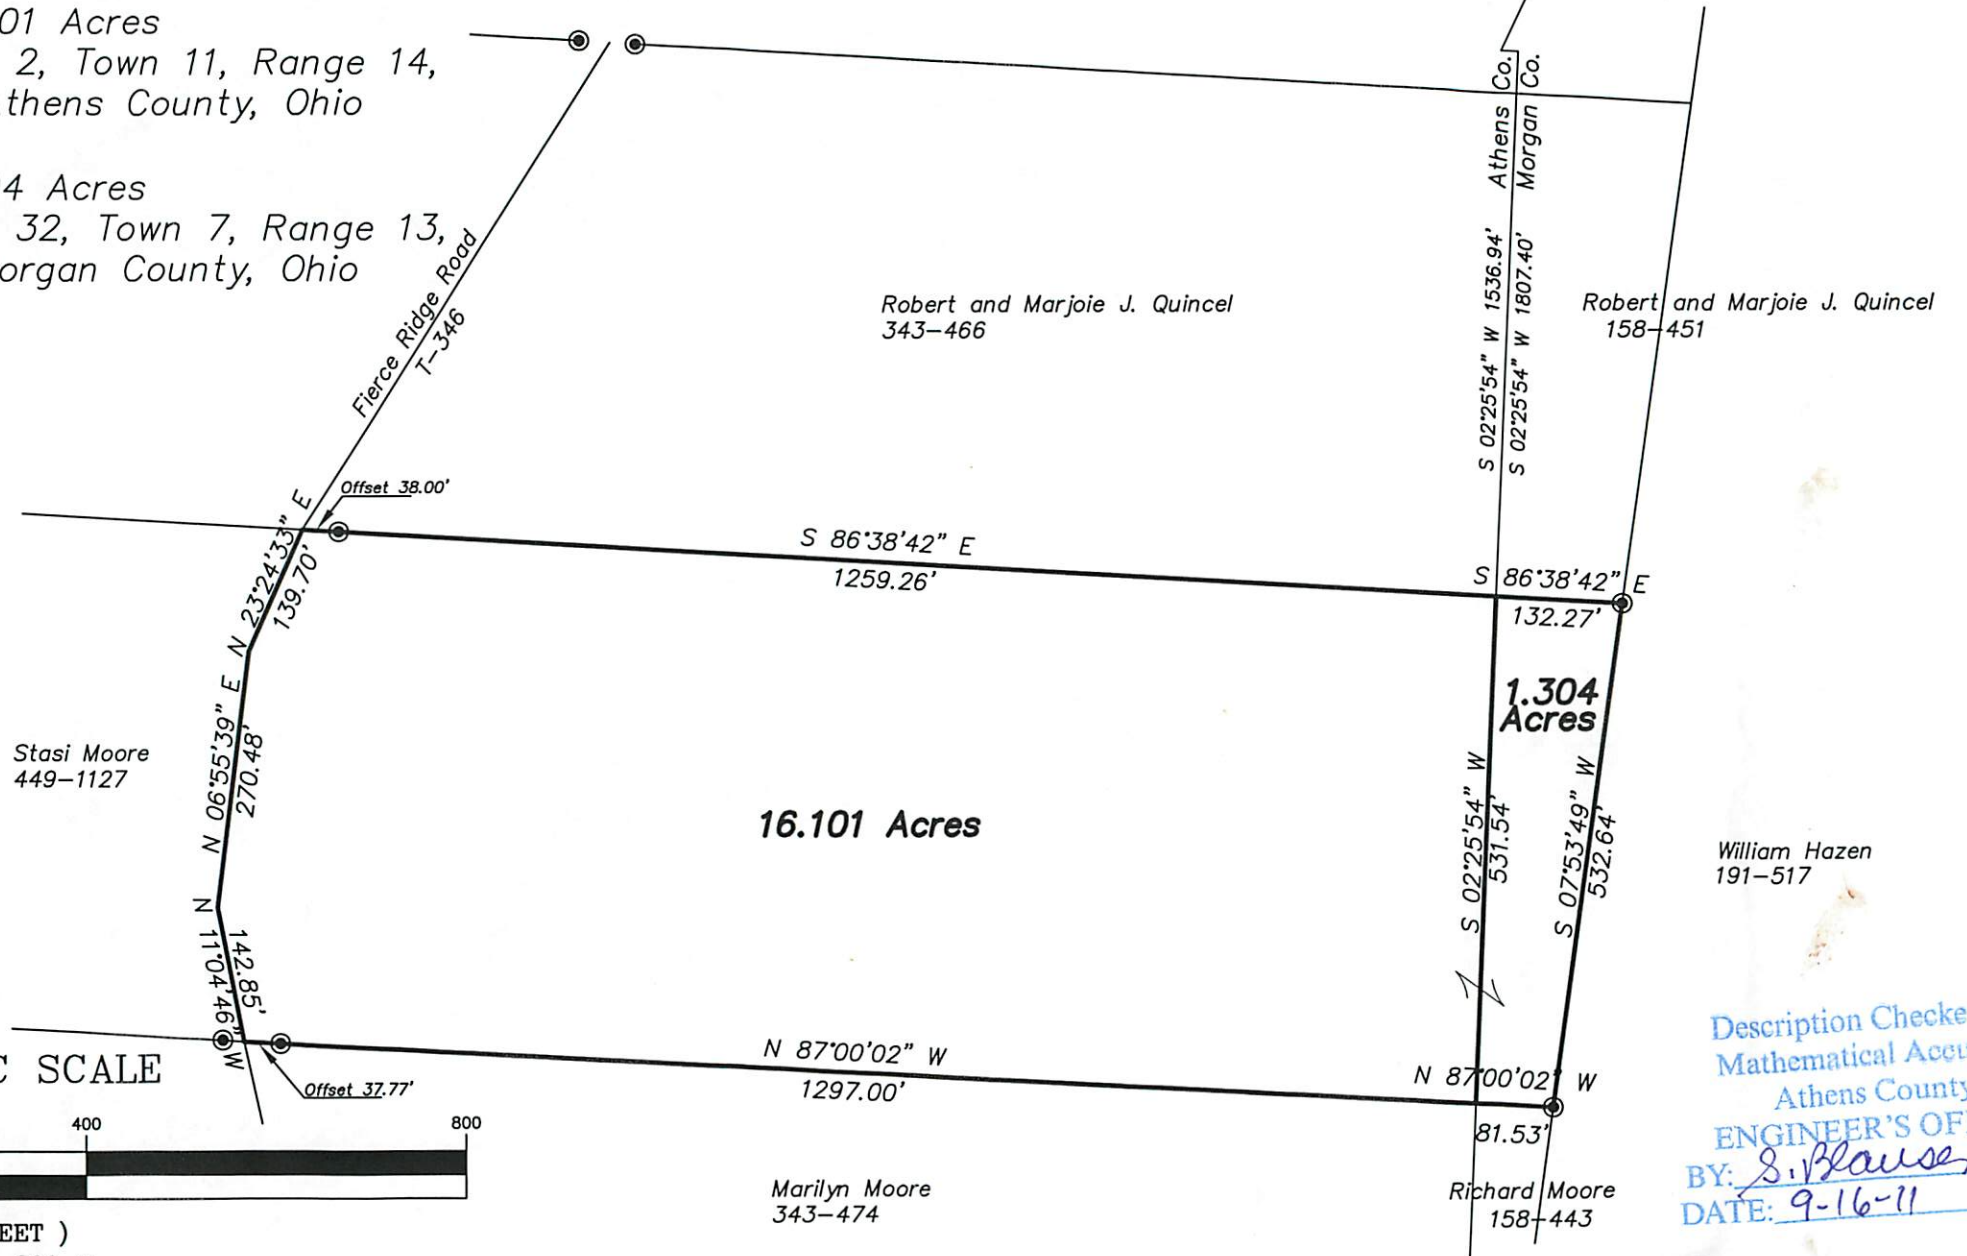 01 Acres
2, Town 11, Range 14,
thens County, Ohio
4 Acres
32, Town 7, Range 13,
organ County, Ohio
Fierce Ridge Road
T-346
Athens Co.
Morgan Co.
S 02°25'54" W 1536.94'
S 02°25'54" W 1807.40'
Robert and Marjoie J. Quincel
343-466
Robert and Marjoie J. Quincel
158-451
Offset 38.00'
N 23°24'33" E
139.70'
S 86°38'42" E
1259.26'
S 86°38'42" E
132.27'
1.304
Acres
N 06°55'39" E
270.48'
Stasi Moore
449-1127
16.101 Acres
S 02°25'54" W
531.54'
S 07°53'49" W
532.64'
William Hazen
191-517
N 11°04'46" W
142.85'
N 87°00'02" W
1297.00'
N 87°00'02" W
81.53'
Offset 37.77'
C SCALE
400 800
EET )
Marilyn Moore
343-474
Richard Moore
158-443
Description Checke
Mathematical Accu
Athens County
ENGINEER'S OF
BY: S. Blause
DATE: 9-16-11